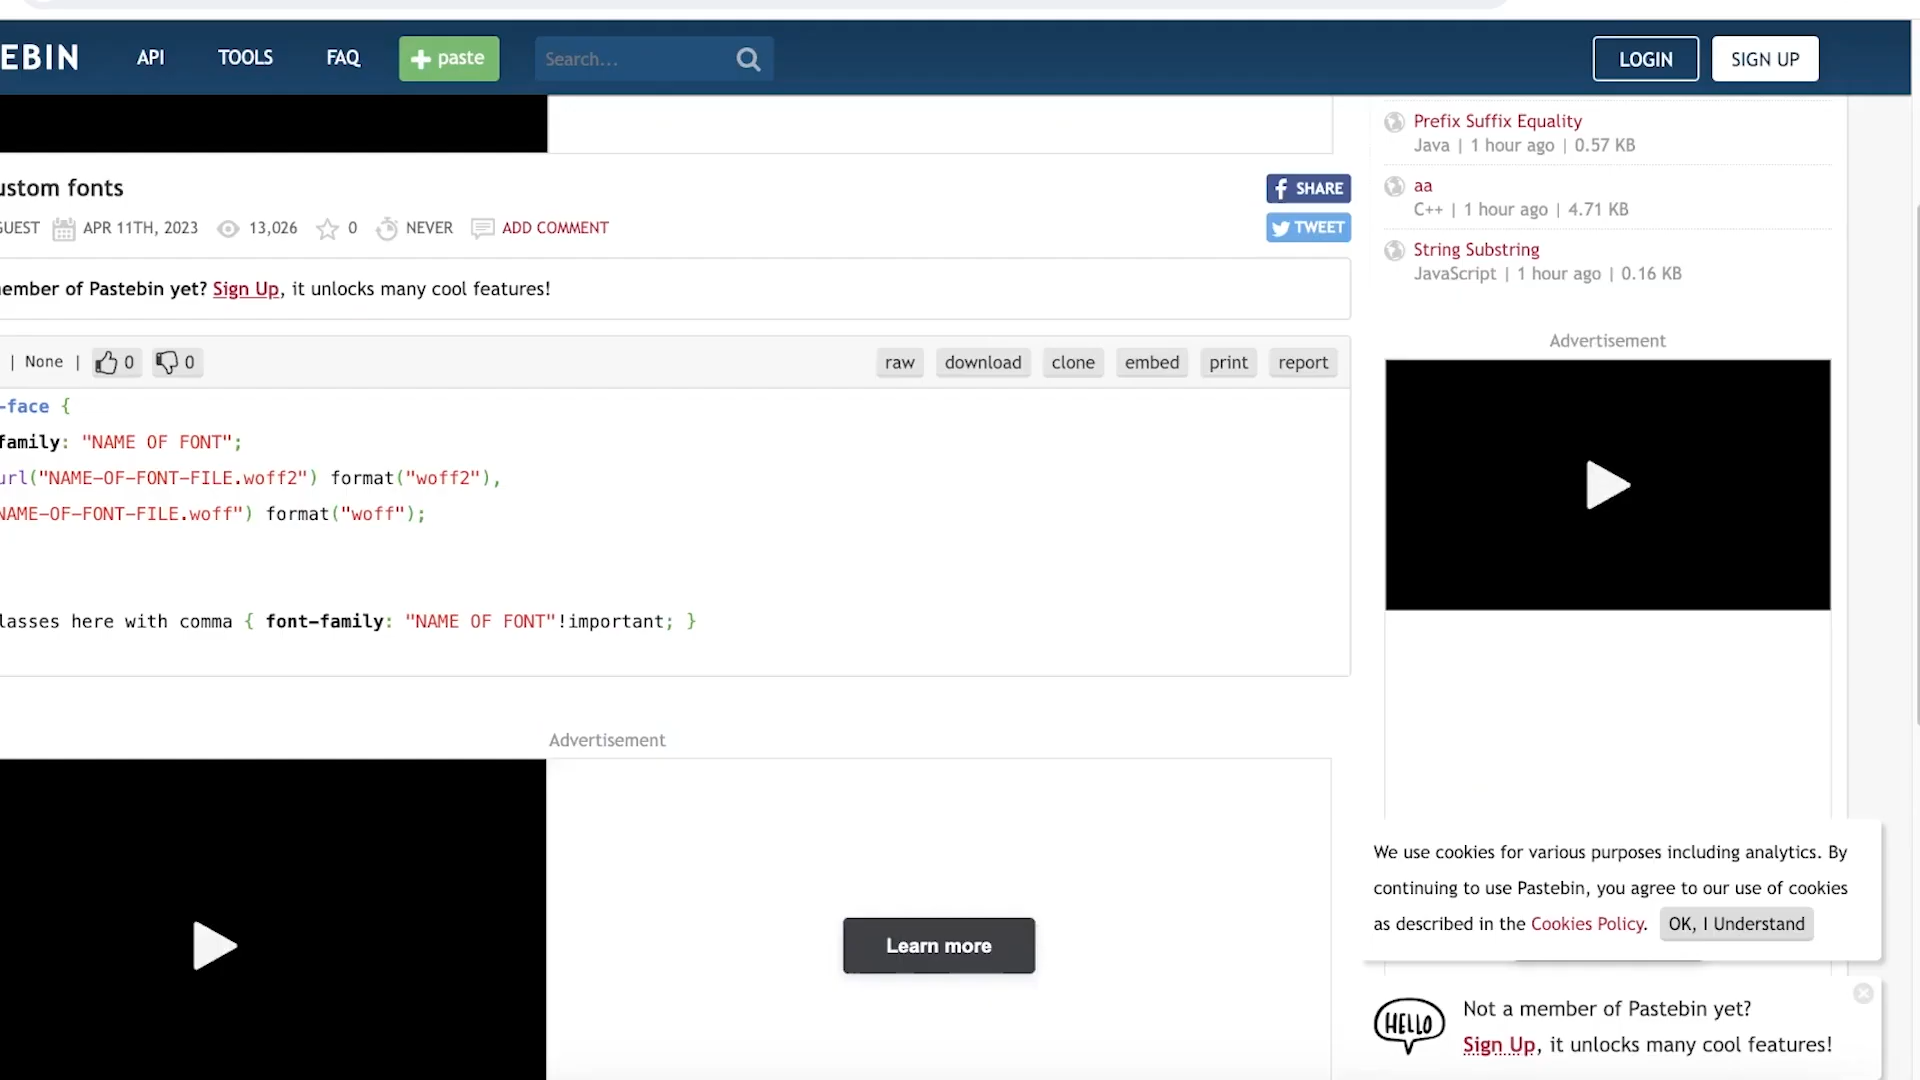 EBIN API TOOLS FAQ + paste Search... LOGIN SIGN UP
Prefix Suffix Equality
Java | 1 hour ago | 0.57 KB
aa
C++ | 1 hour ago | 4.71 KB
String Substring
JavaScript | 1 hour ago | 0.16 KB
ustom fonts
f SHARE
UEST APR 11TH, 2023 13,026 0 NEVER ADD COMMENT
TWEET
ember of Pastebin yet? Sign Up, it unlocks many cool features!
| None | 0 0 raw download clone embed print report
-face {
family: "NAME OF FONT";
url("NAME-OF-FONT-FILE.woff2") format("woff2"),
NAME-OF-FONT-FILE.woff") format("woff");
lasses here with comma { font-family: "NAME OF FONT"!important; }
Advertisement
Advertisement
Learn more
We use cookies for various purposes including analytics. By
continuing to use Pastebin, you agree to our use of cookies
as described in the Cookies Policy. OK, I Understand
HELLO
Not a member of Pastebin yet?
Sign Up, it unlocks many cool features!